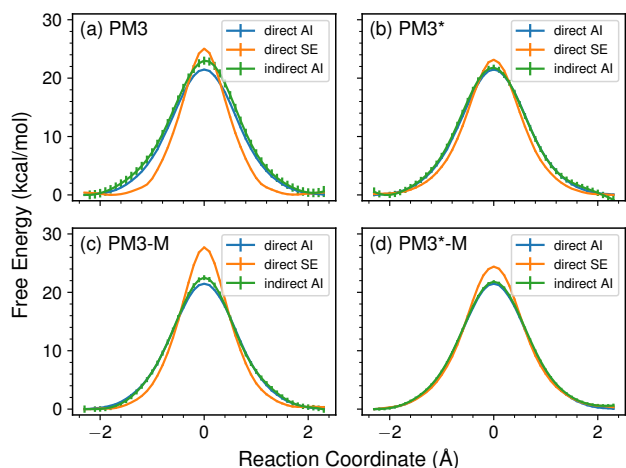 (a) PM3
direct AI
direct SE
indirect AI
(b) PM3*
direct AI
direct SE
indirect AI
30
20
10
0
(c) PM3-M
direct AI
direct SE
indirect AI
(d) PM3*-M
direct AI
direct SE
indirect AI
30
20
10
0
−2
0
2
−2
0
2
Free Energy (kcal/mol)
Reaction Coordinate (Å)